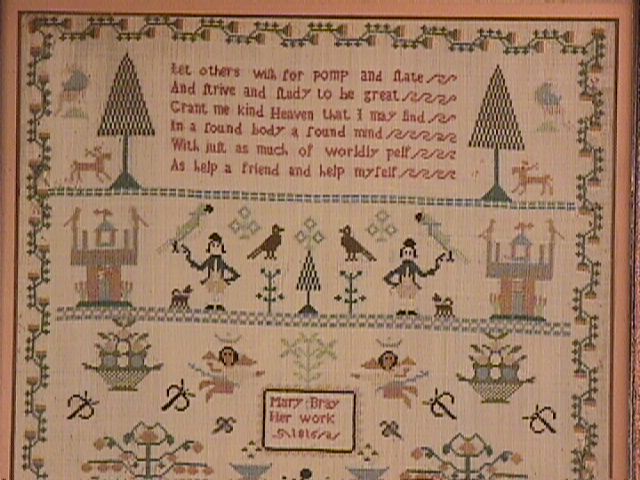 Let others wish for pomp and ſtate
And ſtrive and ſtudy to be great
Grant me kind Heaven that I may find
In a ſound body a ſound mind
With juſt as much of worldly pelf
As help a friend and help myſelf
Mary Bray
Her work
1816